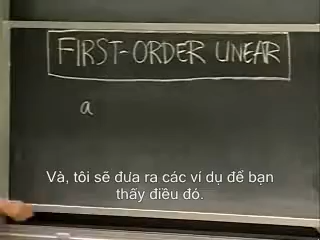 FIRST-ORDER LINEAR
a
Và, tôi sẽ đưa ra các ví dụ để bạn
thấy điều đó.